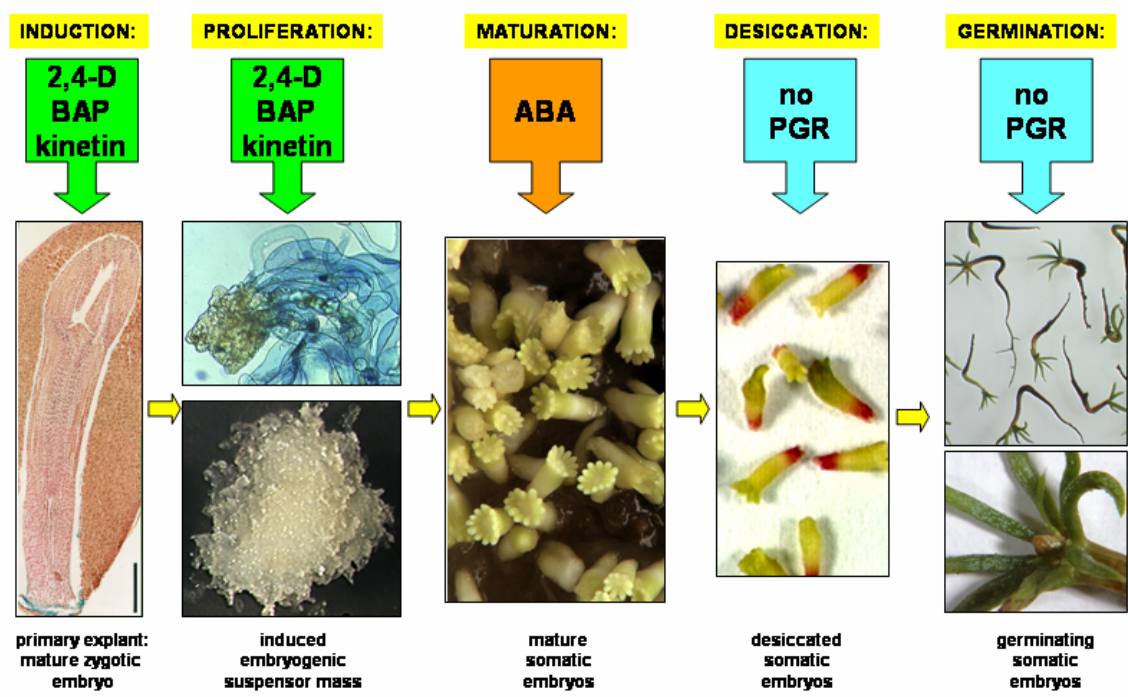 INDUCTION:
PROLIFERATION:
MATURATION:
DESICCATION:
GERMINATION:
2,4-D
BAP
kinetin
2,4-D
BAP
kinetin
ABA
no
PGR
no
PGR
primary explant:
mature zygotic
embryo
induced
embryogenic
suspensor mass
mature
somatic
embryos
desiccated
somatic
embryos
germinating
somatic
embryos